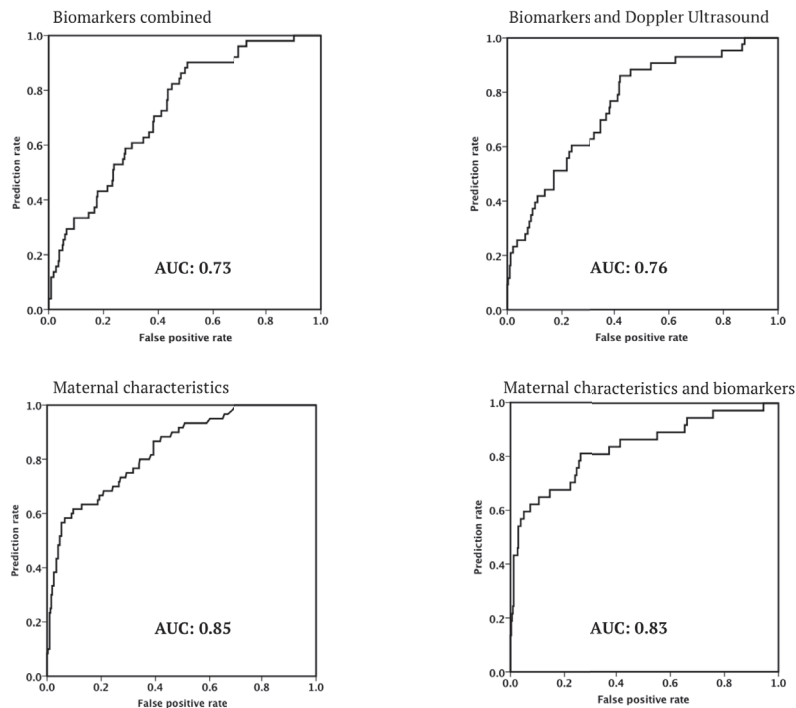 Biomarkers combined
1.0
0.8
0.6
0.4
0.2
0.0
Prediction rate
AUC: 0.73
0.0 0.2 0.4 0.6 0.8 1.0
False positive rate
Biomarkers and Doppler Ultrasound
1.0
0.8
0.6
0.4
0.2
0.0
Prediction rate
AUC: 0.76
0.0 0.2 0.4 0.6 0.8 1.0
False positive rate
Maternal characteristics
1.0
0.8
0.6
0.4
0.2
0.0
Prediction rate
AUC: 0.85
0.0 0.2 0.4 0.6 0.8 1.0
False positive rate
Maternal characteristics and biomarkers
1.0
0.8
0.6
0.4
0.2
0.0
Prediction rate
AUC: 0.83
0.0 0.2 0.4 0.6 0.8 1.0
False positive rate